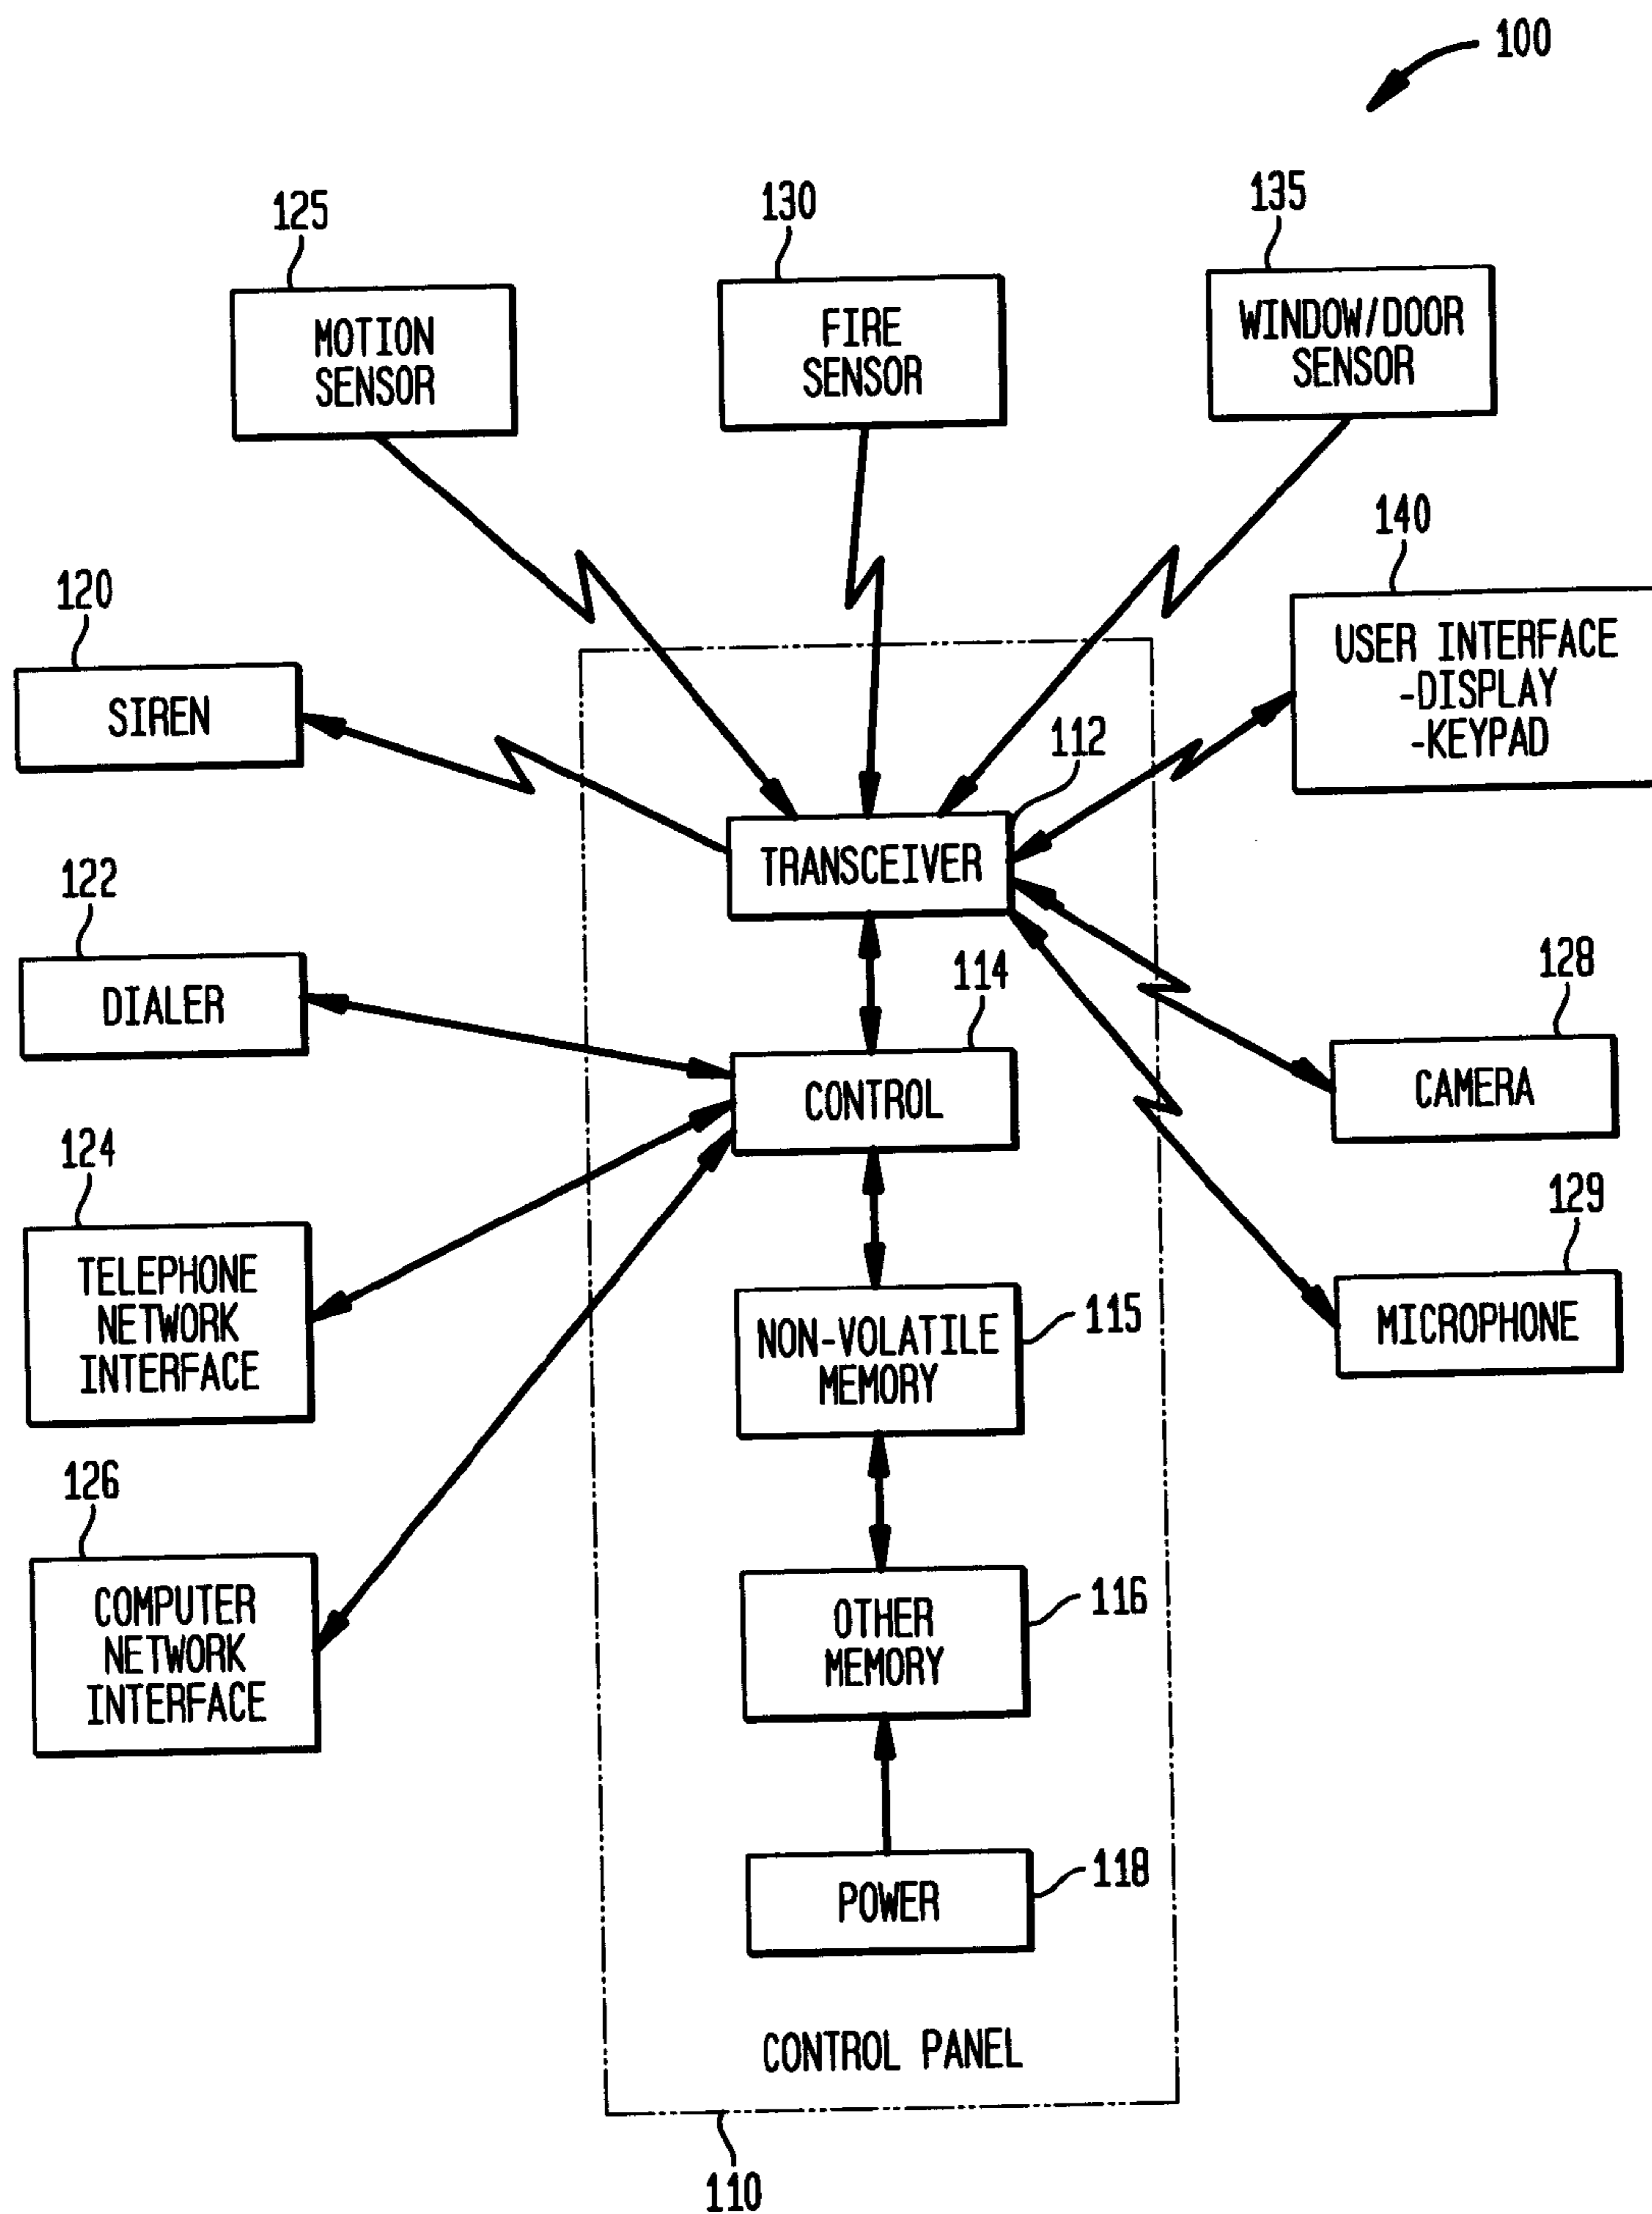 100
125
130
135
MOTION
SENSOR
FIRE
SENSOR
WINDOW/DOOR
SENSOR
140
120
USER INTERFACE
-DISPLAY
-KEYPAD
SIREN
112
TRANSCEIVER
122
114
128
DIALER
CONTROL
CAMERA
124
129
TELEPHONE
NETWORK
INTERFACE
NON-VOLATILE
MEMORY
115
MICROPHONE
126
COMPUTER
NETWORK
INTERFACE
OTHER
MEMORY
116
POWER
118
CONTROL PANEL
110